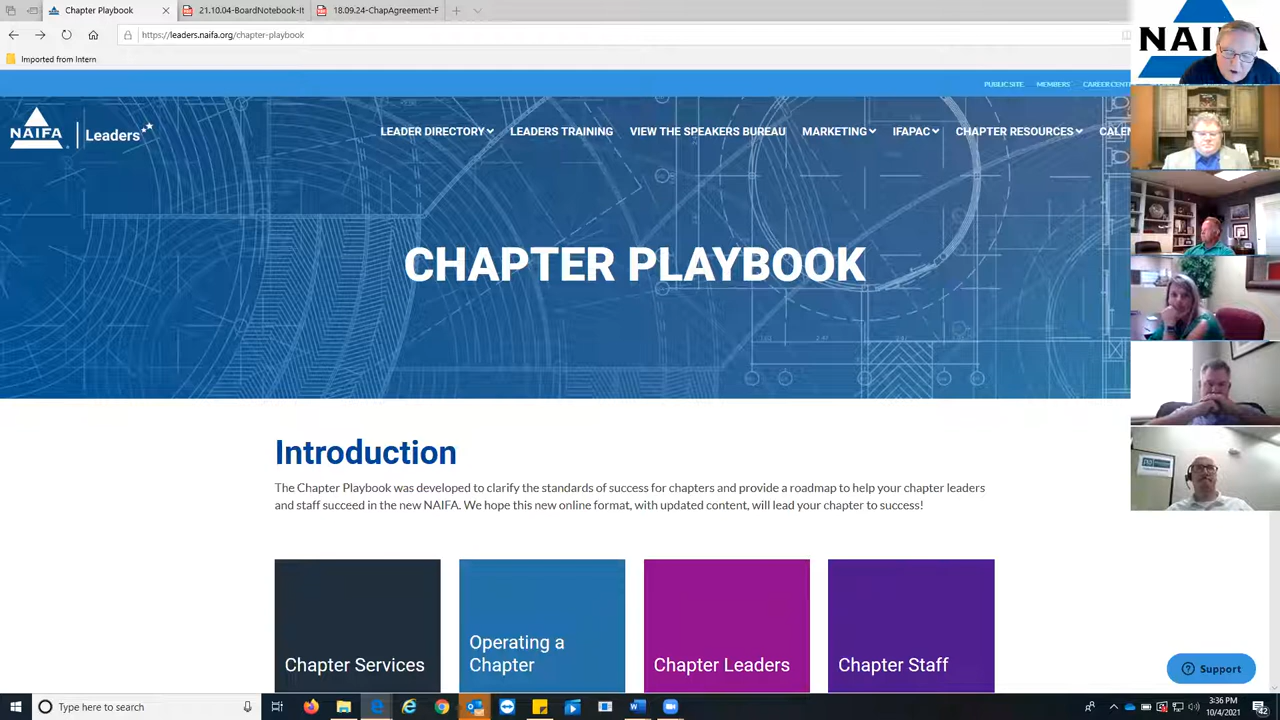 Chapter Playbook
21.10.04-BoardNotebook-It
18.09.24-ChapAgreement-F
https://leaders.naifa.org/chapter-playbook
Imported from Intern
PUBLIC SITE
MEMBERS
CAREER CENT
NAIFA
NAIFA | Leaders
LEADER DIRECTORY
LEADERS TRAINING
VIEW THE SPEAKERS BUREAU
MARKETING
IFAPAC
CHAPTER RESOURCES
CALEN
CHAPTER PLAYBOOK
Introduction
The Chapter Playbook was developed to clarify the standards of success for chapters and provide a roadmap to help your chapter leaders
and staff succeed in the new NAIFA. We hope this new online format, with updated content, will lead your chapter to success!
Chapter Services
Operating a
Chapter
Chapter Leaders
Chapter Staff
Support
Type here to search
3:36 PM
10/4/2021
42